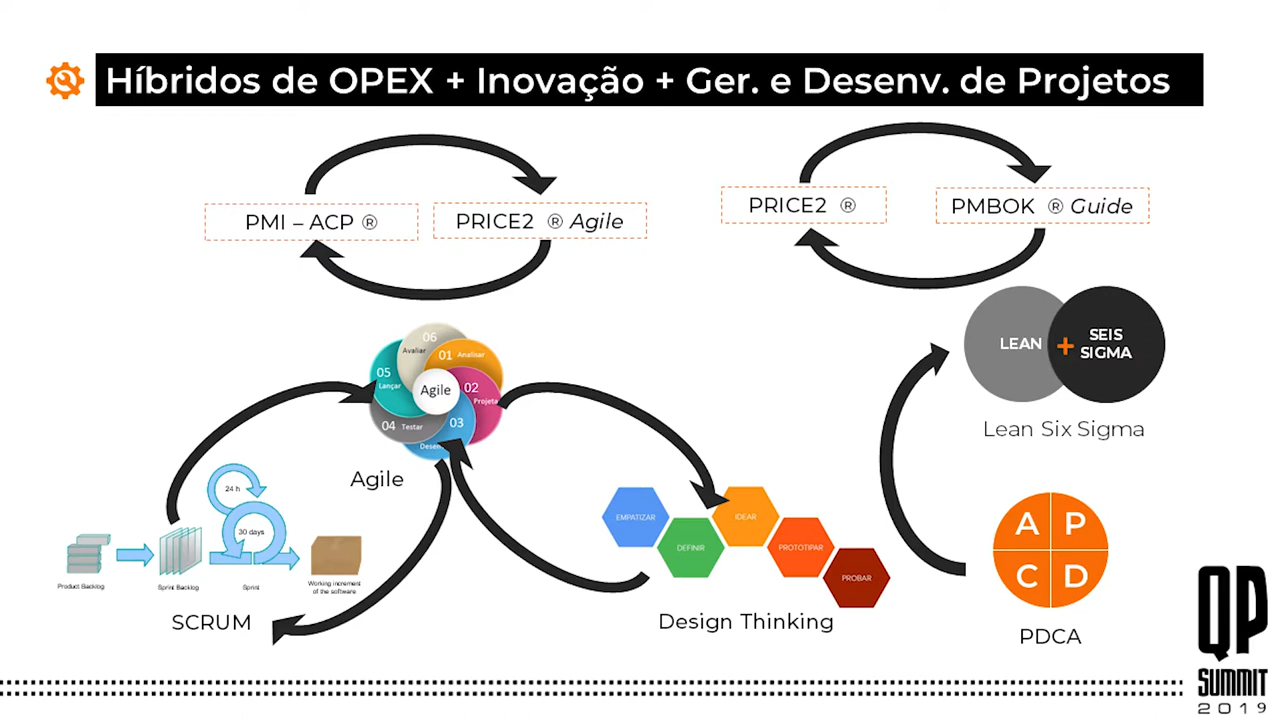 Híbridos de OPEX + Inovação + Ger. e Desenv. de Projetos
PMI – ACP ®
PRICE2 ® Agile
PRICE2 ®
PMBOK ® Guide
LEAN
+
SEIS
SIGMA
Lean Six Sigma
06
Avaliar
01 Analisar
05
Lançar
Agile
02
Projeta
04 Testar
03
Desen
Agile
24 h
30 days
Product Backlog
Sprint Backlog
Sprint
Working increment
of the software
SCRUM
EMPATIZAR
DEFINIR
IDEAR
PROTOTIPAR
PROBAR
Design Thinking
A P
C D
PDCA
QP
SUMMIT
2019